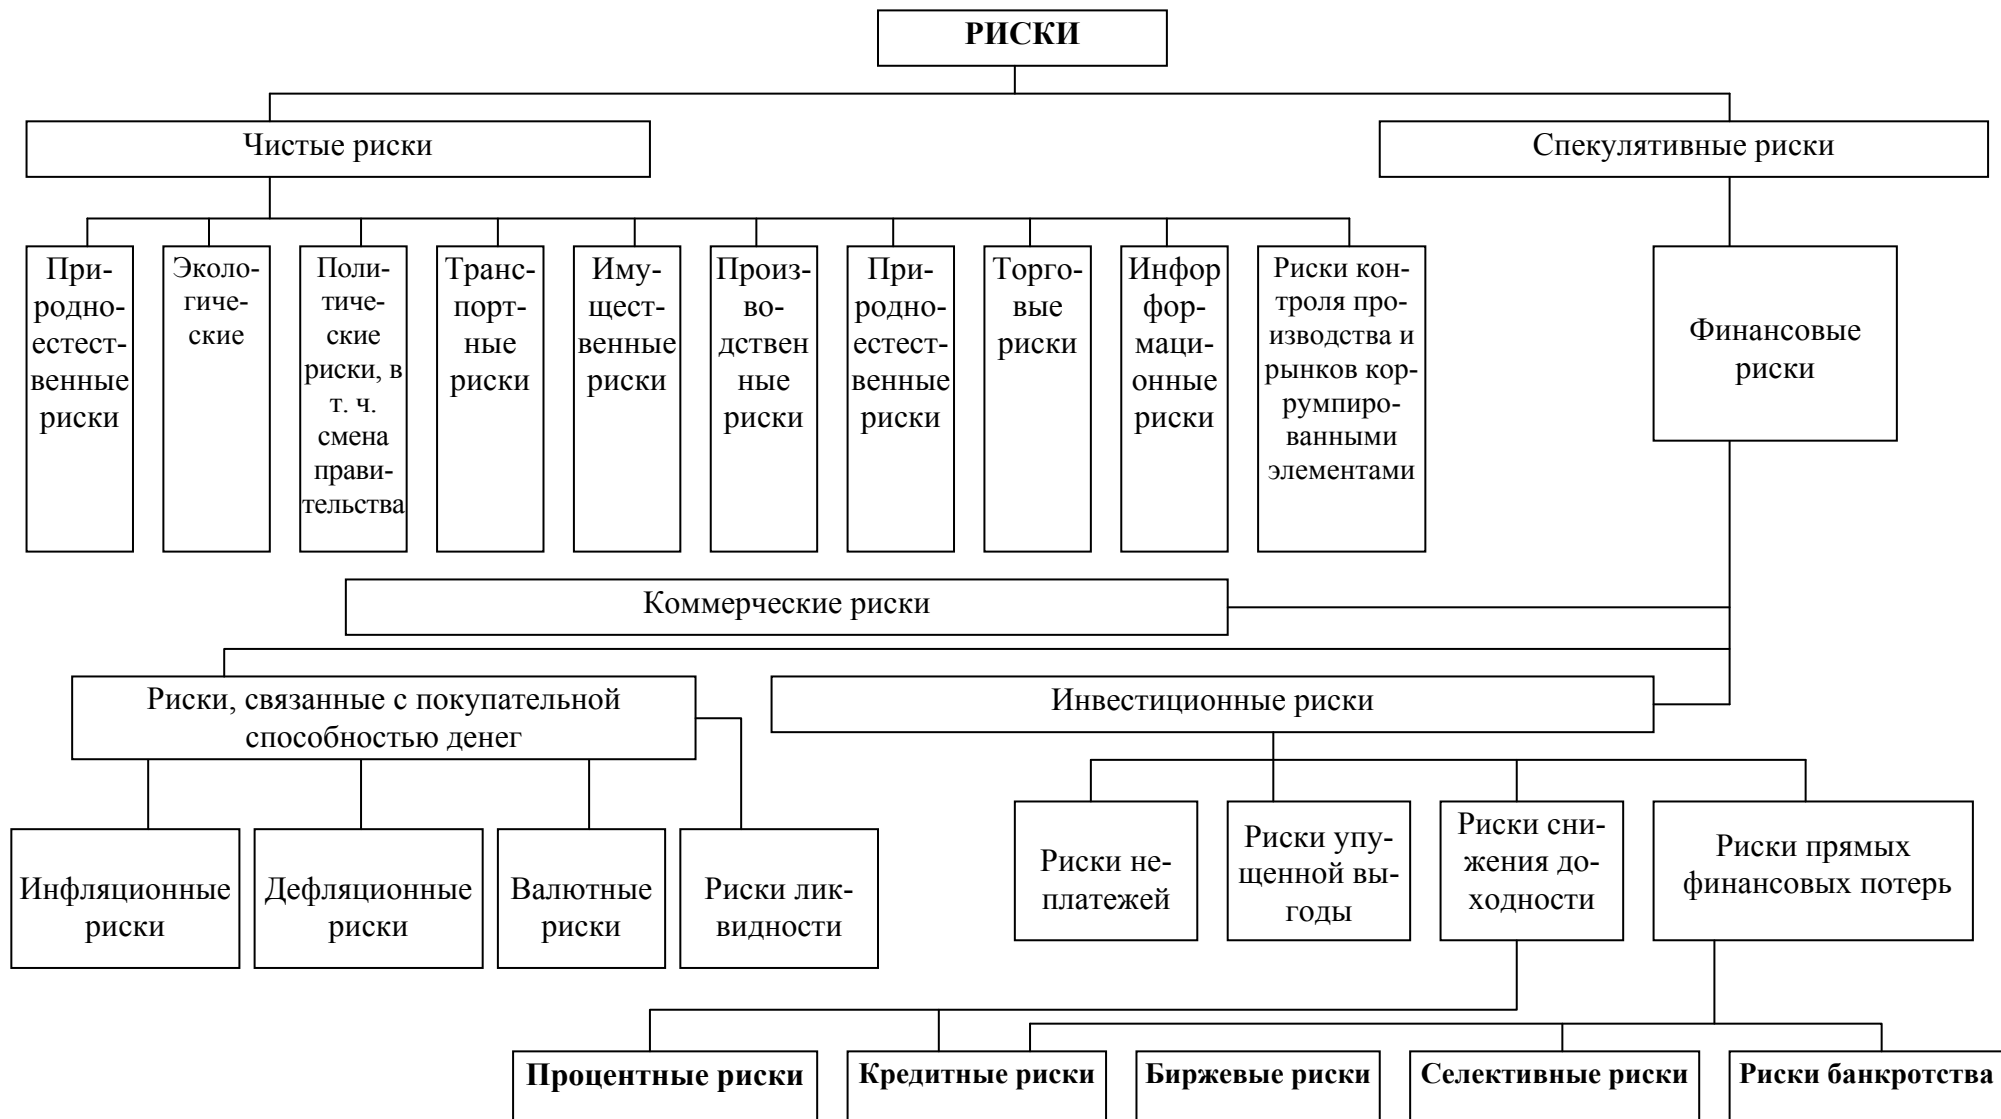 РИСКИ
Чистые риски
Спекулятивные риски
При-
родно-
естест-
венные
риски
Эколо-
гиче-
ские
Поли-
тиче-
ские
риски, в
т. ч.
смена
прави-
тельства
Транс-
порт-
ные
риски
Иму-
щест-
венные
риски
Произ-
во-
дствен
ные
риски
При-
родно-
естест-
венные
риски
Торго-
вые
риски
Инфор
фор-
маци-
онные
риски
Риски кон-
троля про-
изводства и
рынков кор-
румпиро-
ванными
элементами
Финансовые
риски
Коммерческие риски
Риски, связанные с покупательной
способностью денег
Инвестиционные риски
Инфляционные
риски
Дефляционные
риски
Валютные
риски
Риски лик-
видности
Риски не-
платежей
Риски упу-
щенной вы-
годы
Риски сни-
жения до-
ходности
Риски прямых
финансовых потерь
Процентные риски
Кредитные риски
Биржевые риски
Селективные риски
Риски банкротства